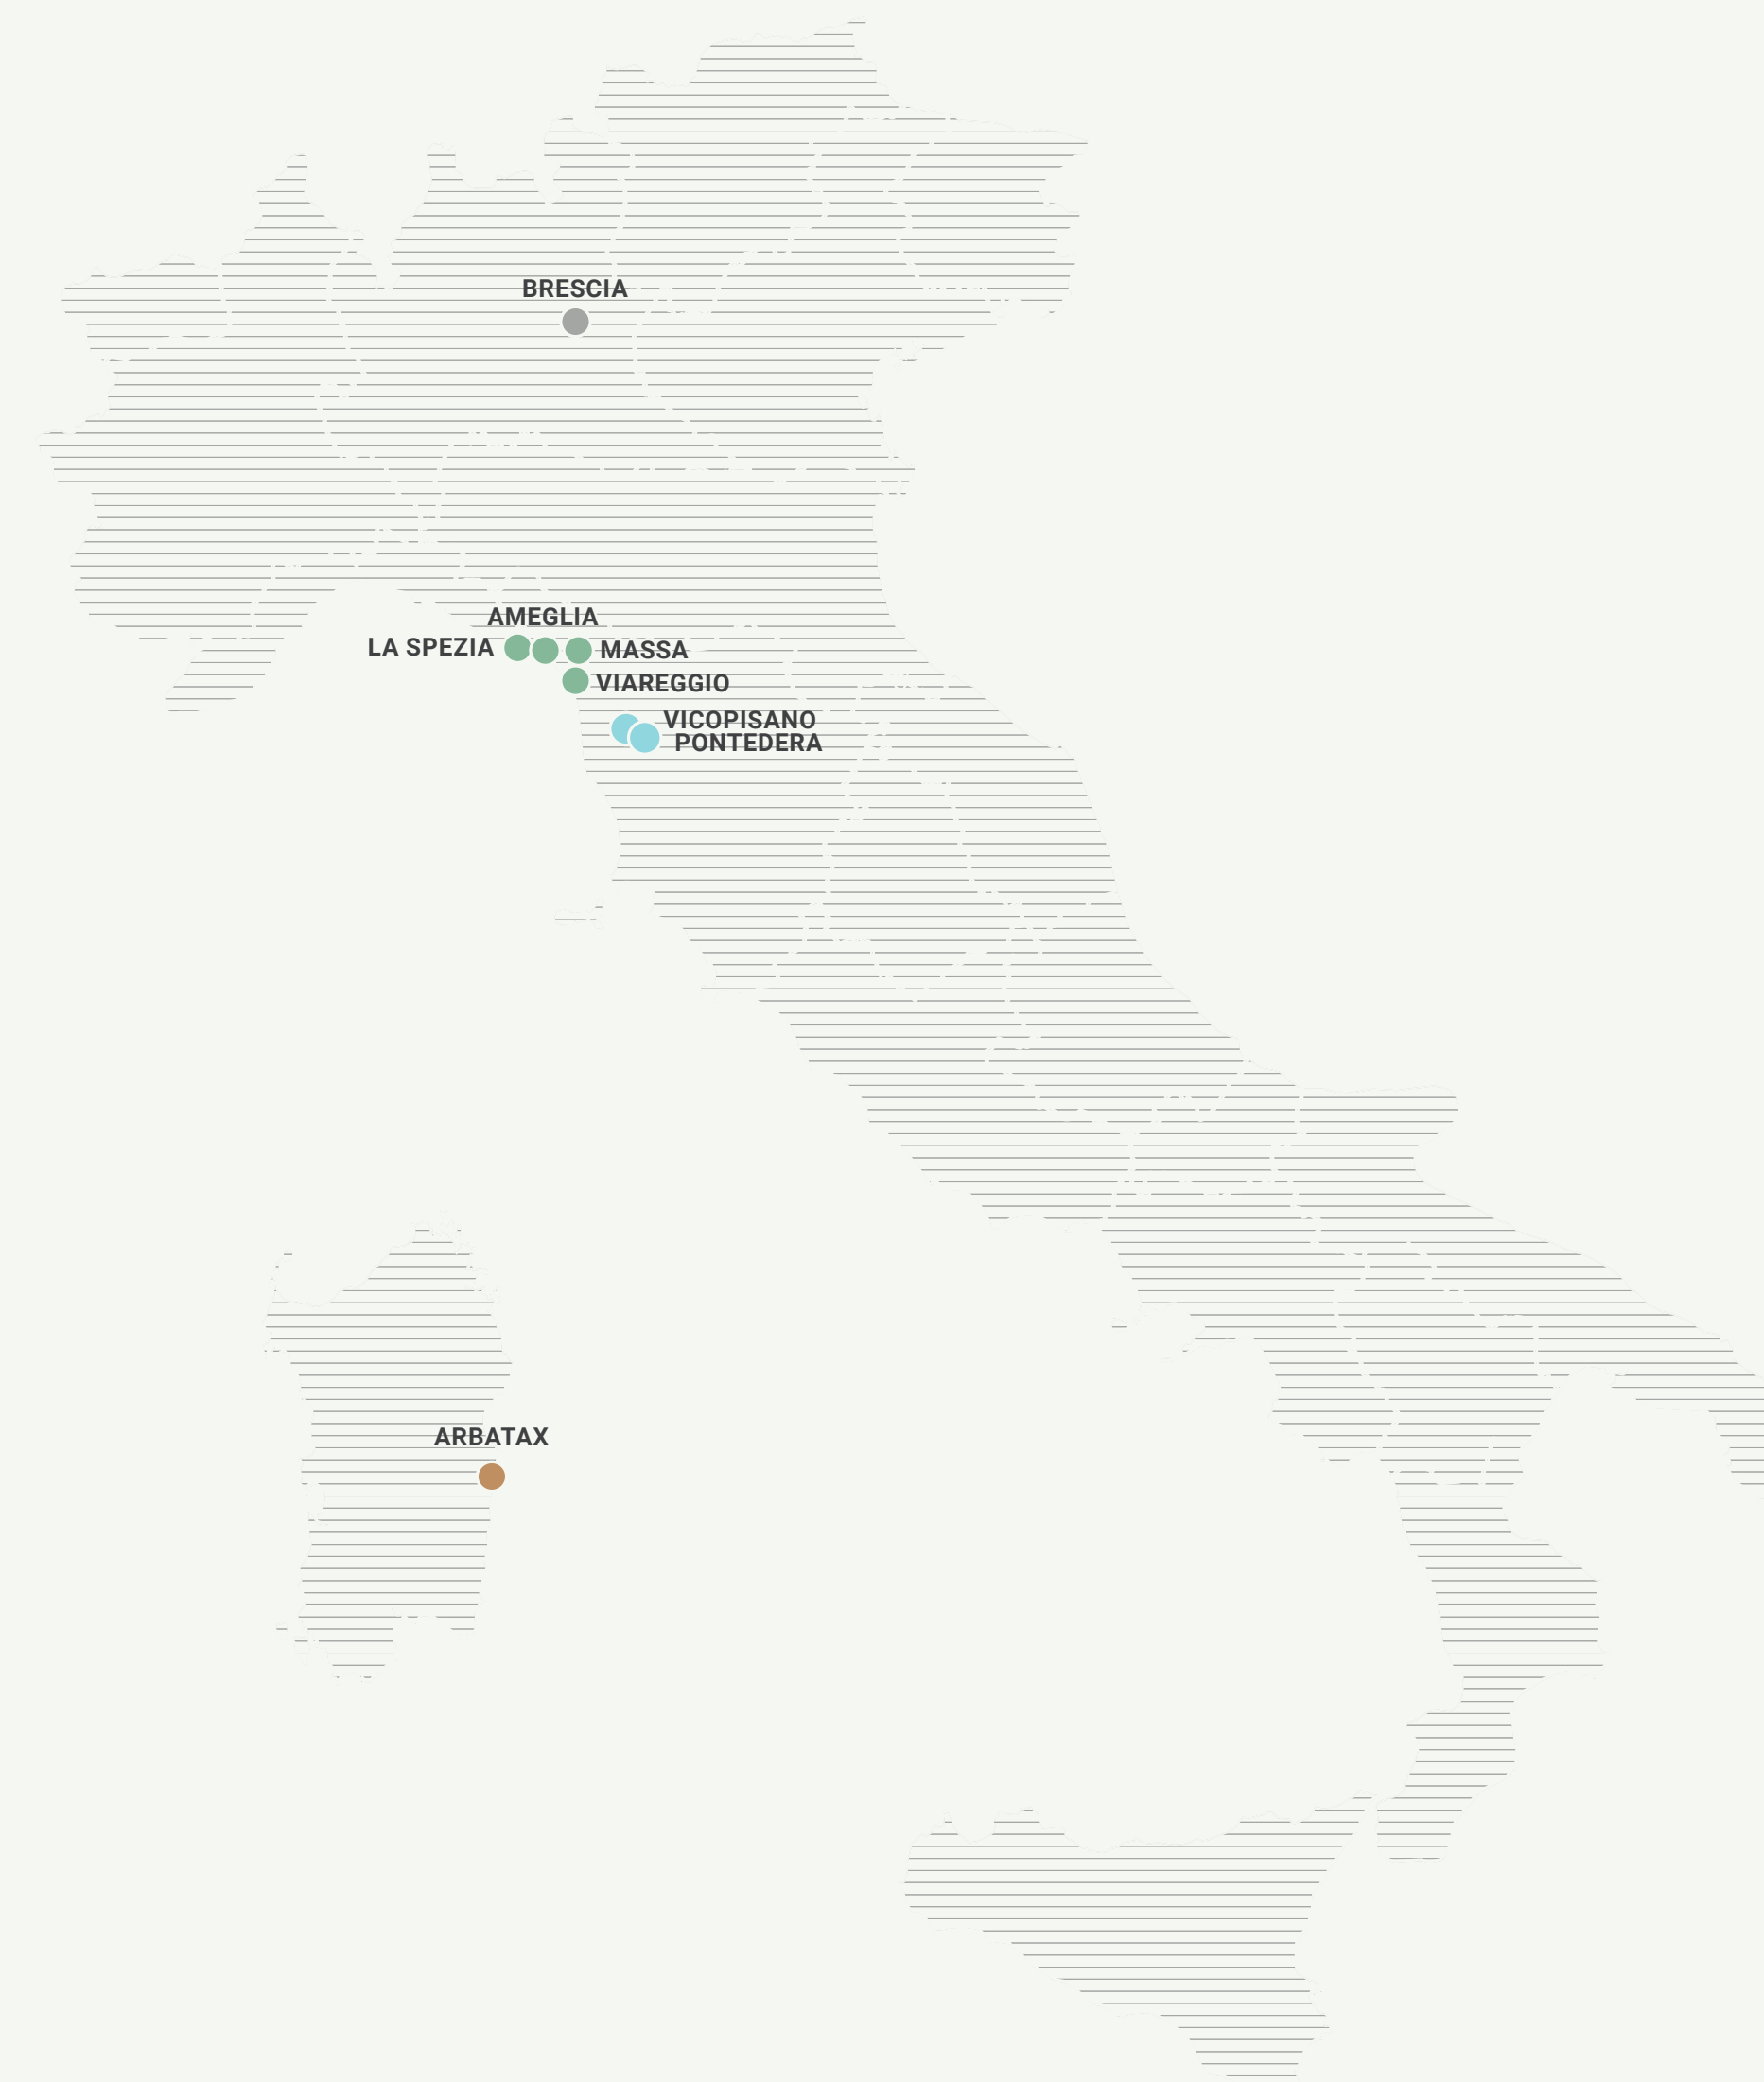 BRESCIA
AMEGLIA
LA SPEZIA
MASSA
VIAREGGIO
VICOPISANO
PONTEDERA
ARBATAX